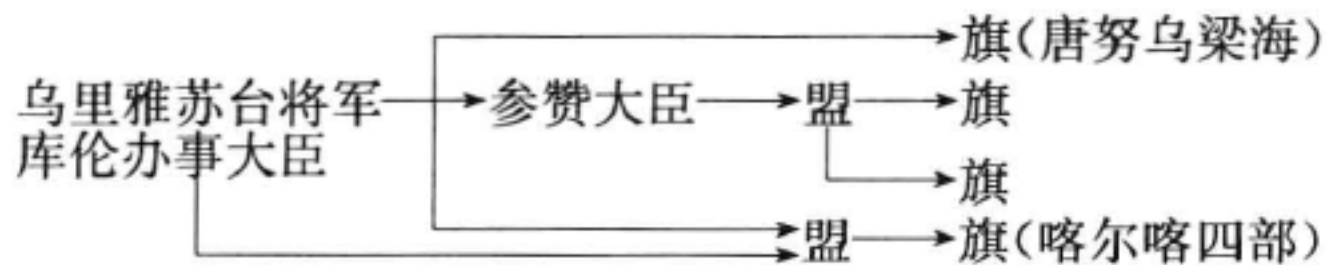 旗(唐努乌梁海)
乌里雅苏台将军 参赞大臣 盟 旗
库伦办事大臣
旗
盟 旗(喀尔喀四部)